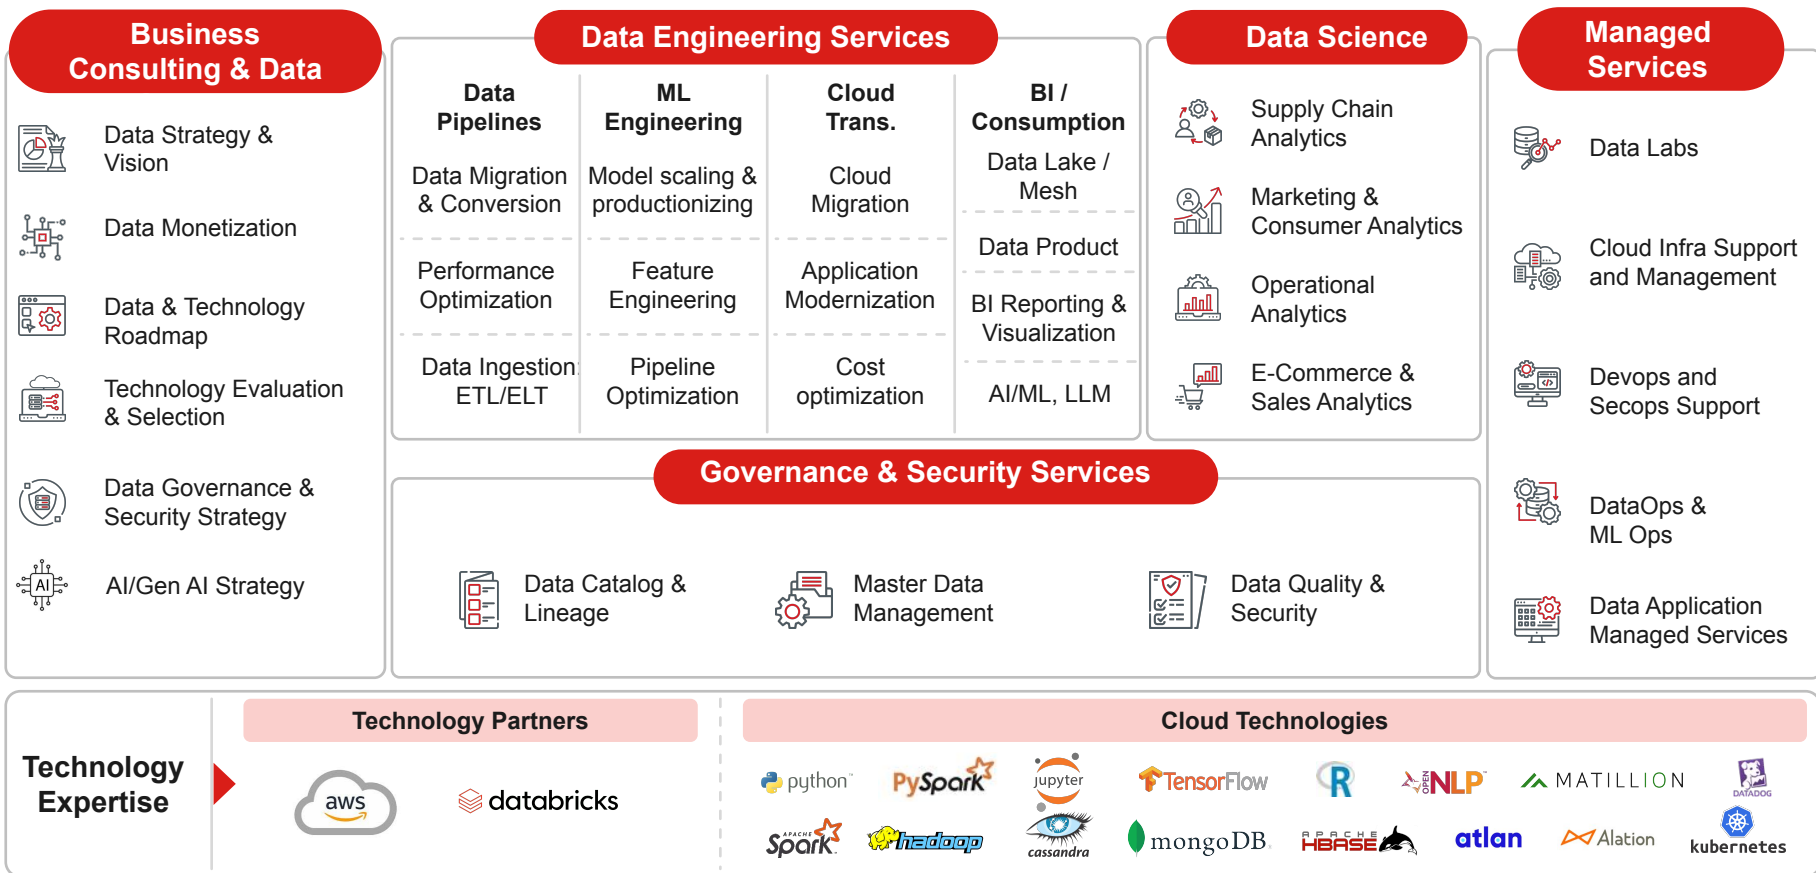 Business
Consulting & Data
Data Strategy &
Vision
Data Monetization
Data & Technology
Roadmap
Technology Evaluation
& Selection
Data Governance &
Security Strategy
AI
AI/Gen AI Strategy
Data Engineering Services
Data
Pipelines
Data Migration
& Conversion
Performance
Optimization
Data Ingestion:
ETL/ELT
ML
Engineering
Model scaling &
productionizing
Feature
Engineering
Pipeline
Optimization
Cloud
Trans.
Cloud
Migration
Application
Modernization
Cost
optimization
BI /
Consumption
Data Lake /
Mesh
Data Product
BI Reporting &
Visualization
AI/ML, LLM
Data Science
Supply Chain
Analytics
Marketing &
Consumer Analytics
Operational
Analytics
E-Commerce &
Sales Analytics
Governance & Security Services
Data Catalog &
Lineage
Master Data
Management
Data Quality &
Security
Managed
Services
Data Labs
Cloud Infra Support
and Management
Devops and
Secops Support
DataOps &
ML Ops
Data Application
Managed Services
Technology
Expertise
Technology Partners
aws
databricks
Cloud Technologies
python™
PySpark
jupyter
TensorFlow
R
OPEN NLP™
MATILLION
DATADOG
APACHE Spark
hadoop
cassandra
mongoDB
APACHE HBASE
atlan
Alation
kubernetes